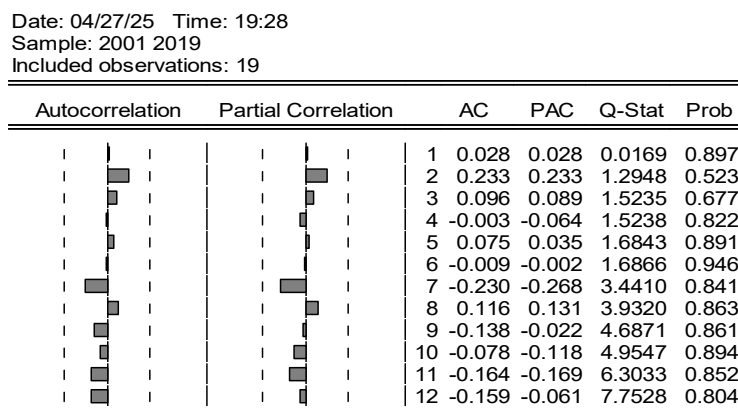 Date: 04/27/25 Time: 19:28
Sample: 2001 2019
Included observations: 19
Autocorrelation Partial Correlation AC PAC Q-Stat Prob
1 0.028 0.028 0.0169 0.897
2 0.233 0.233 1.2948 0.523
3 0.096 0.089 1.5235 0.677
4 -0.003 -0.064 1.5238 0.822
5 0.075 0.035 1.6843 0.891
6 -0.009 -0.002 1.6866 0.946
7 -0.230 -0.268 3.4410 0.841
8 0.116 0.131 3.9320 0.863
9 -0.138 -0.022 4.6871 0.861
10 -0.078 -0.118 4.9547 0.894
11 -0.164 -0.169 6.3033 0.852
12 -0.159 -0.061 7.7528 0.804